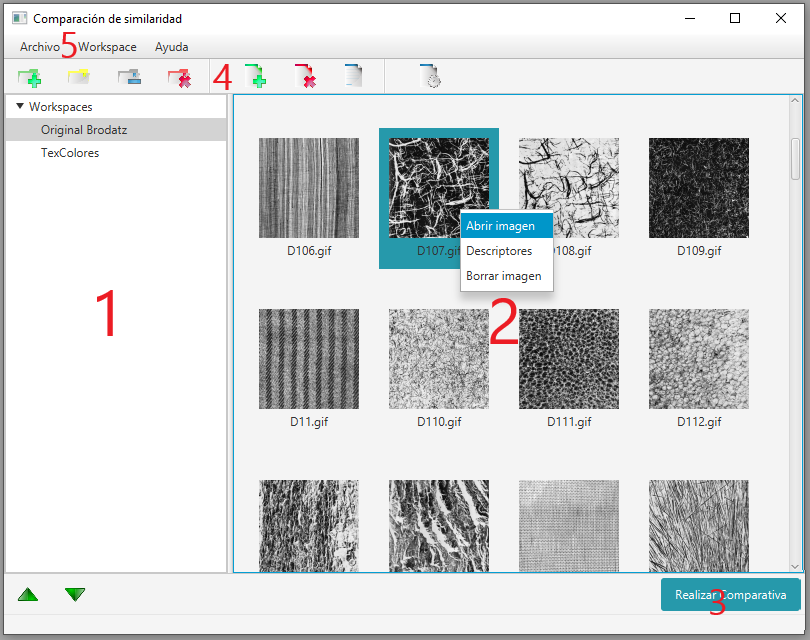 Comparación de similaridad
Archivo 5 Workspace Ayuda
4
Workspaces
Original Brodatz
TexColores
1
D106.gif D107.gif D108.gif D109.gif
Abrir imagen
Descriptores
Borrar imagen
2
D11.gif D110.gif D111.gif D112.gif
Realizar Comparativa
3